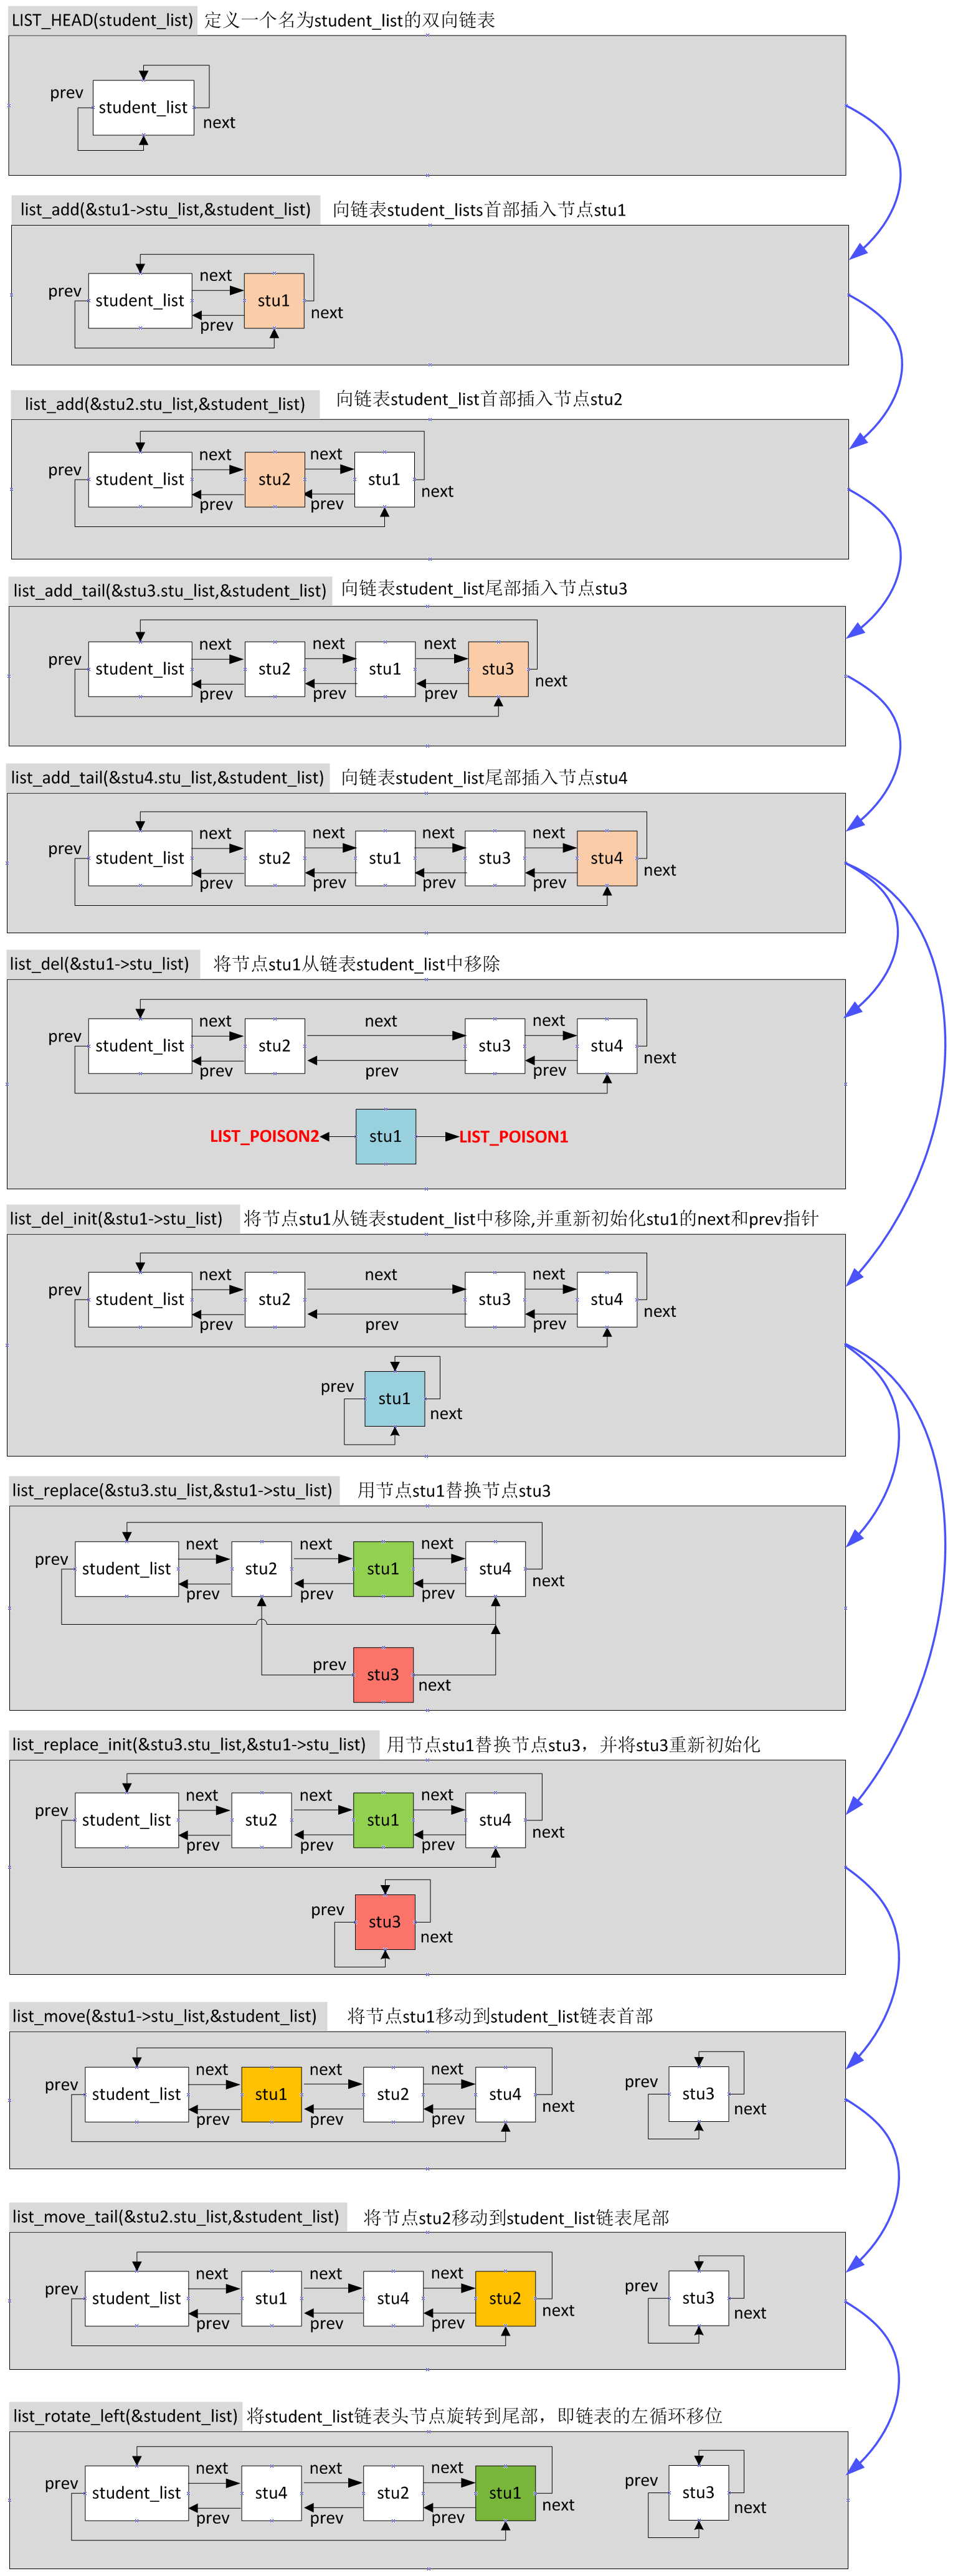 LIST_HEAD(student_list) 定义一个名为student_list的双向链表
prev
student_list
next
list_add(&stu1->stu_list,&student_list) 向链表student_lists首部插入节点stu1
next
prev
student_list stu1
next
prev
list_add(&stu2.stu_list,&student_list) 向链表student_list首部插入节点stu2
next next
prev
student_list stu2 stu1
next
prev prev
list_add_tail(&stu3.stu_list,&student_list) 向链表student_list尾部插入节点stu3
next next next
prev
student_list stu2 stu1 stu3
next
prev prev prev
list_add_tail(&stu4.stu_list,&student_list) 向链表student_list尾部插入节点stu4
next next next next
prev
student_list stu2 stu1 stu3 stu4
next
prev prev prev prev
list_del(&stu1->stu_list) 将节点stu1从链表student_list中移除
next next next
prev
student_list stu2 stu3 stu4
next
prev prev prev
LIST_POISON2 stu1 LIST_POISON1
list_del_init(&stu1->stu_list) 将节点stu1从链表student_list中移除,并重新初始化stu1的next和prev指针
next next next
prev
student_list stu2 stu3 stu4
next
prev prev prev
prev
stu1
next
list_replace(&stu3.stu_list,&stu1->stu_list) 用节点stu1替换节点stu3
next next next
prev
student_list stu2 stu1 stu4
next
prev prev prev
prev
stu3
next
list_replace_init(&stu3.stu_list,&stu1->stu_list) 用节点stu1替换节点stu3，并将stu3重新初始化
next next next
prev
student_list stu2 stu1 stu4
next
prev prev prev
prev
stu3
next
list_move(&stu1->stu_list,&student_list) 将节点stu1移动到student_list链表首部
next next next
prev prev
student_list stu1 stu2 stu4 stu3
next next
prev prev prev
list_move_tail(&stu2.stu_list,&student_list) 将节点stu2移动到student_list链表尾部
next next next
prev prev
student_list stu1 stu4 stu2 stu3
next next
prev prev prev
list_rotate_left(&student_list) 将student_list链表头节点旋转到尾部，即链表的左循环移位
next next next
prev prev
student_list stu4 stu2 stu1 stu3
next next
prev prev prev